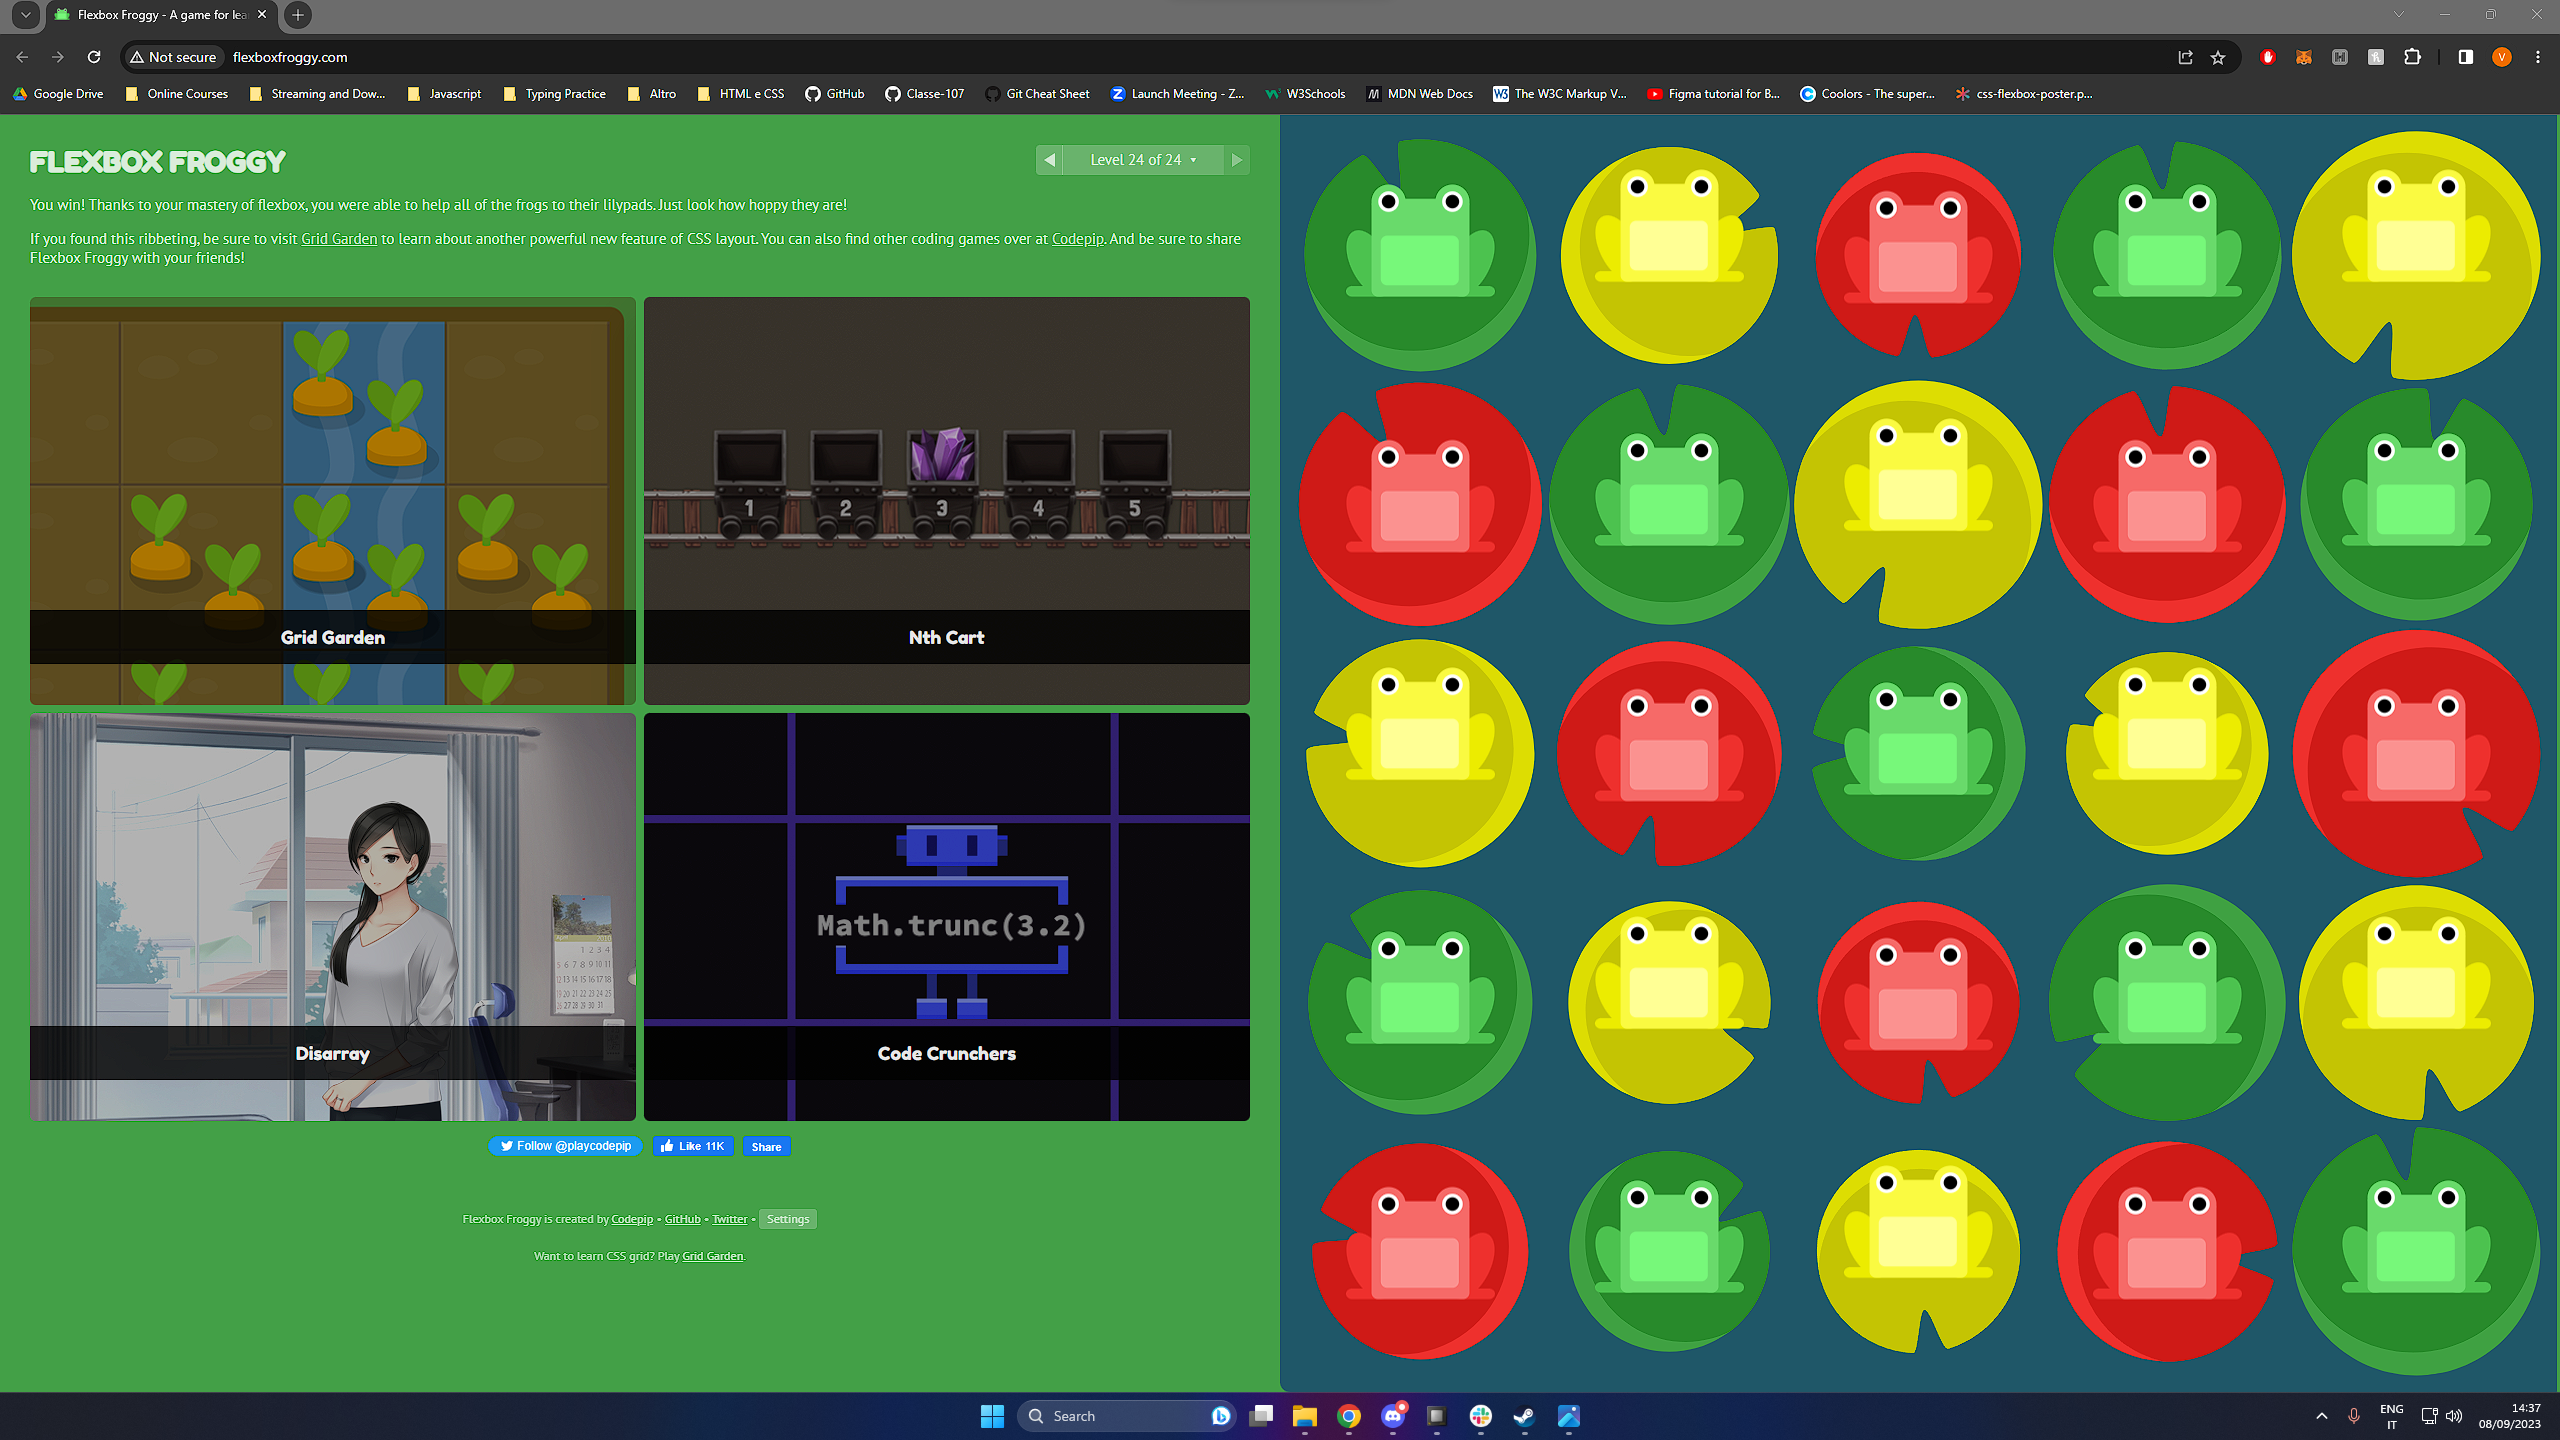 Flexbox Froggy - A game for lea
Not secure
flexboxfroggy.com
V
Google Drive
Online Courses
Streaming and Dow...
Javascript
Typing Practice
Altro
HTML e CSS
GitHub
Classe-107
Git Cheat Sheet
Launch Meeting - Z...
W3Schools
MDN Web Docs
The W3C Markup V...
Figma tutorial for B...
Coolors - The super...
css-flexbox-poster.p...
FLEXBOX FROGGY
Level 24 of 24
You win! Thanks to your mastery of flexbox, you were able to help all of the frogs to their lilypads. Just look how hoppy they are!
If you found this ribbeting, be sure to visit Grid Garden to learn about another powerful new feature of CSS layout. You can also find other coding games over at Codepip. And be sure to share
Flexbox Froggy with your friends!
1 2 3 4 5
Grid Garden
Nth Cart
Math.trunc(3.2)
Disarray
Code Crunchers
Follow @playcodepip
Like 11K
Share
Flexbox Froggy is created by Codepip • GitHub • Twitter • Settings
Want to learn CSS grid? Play Grid Garden.
Search
ENG
IT
14:37
08/09/2023